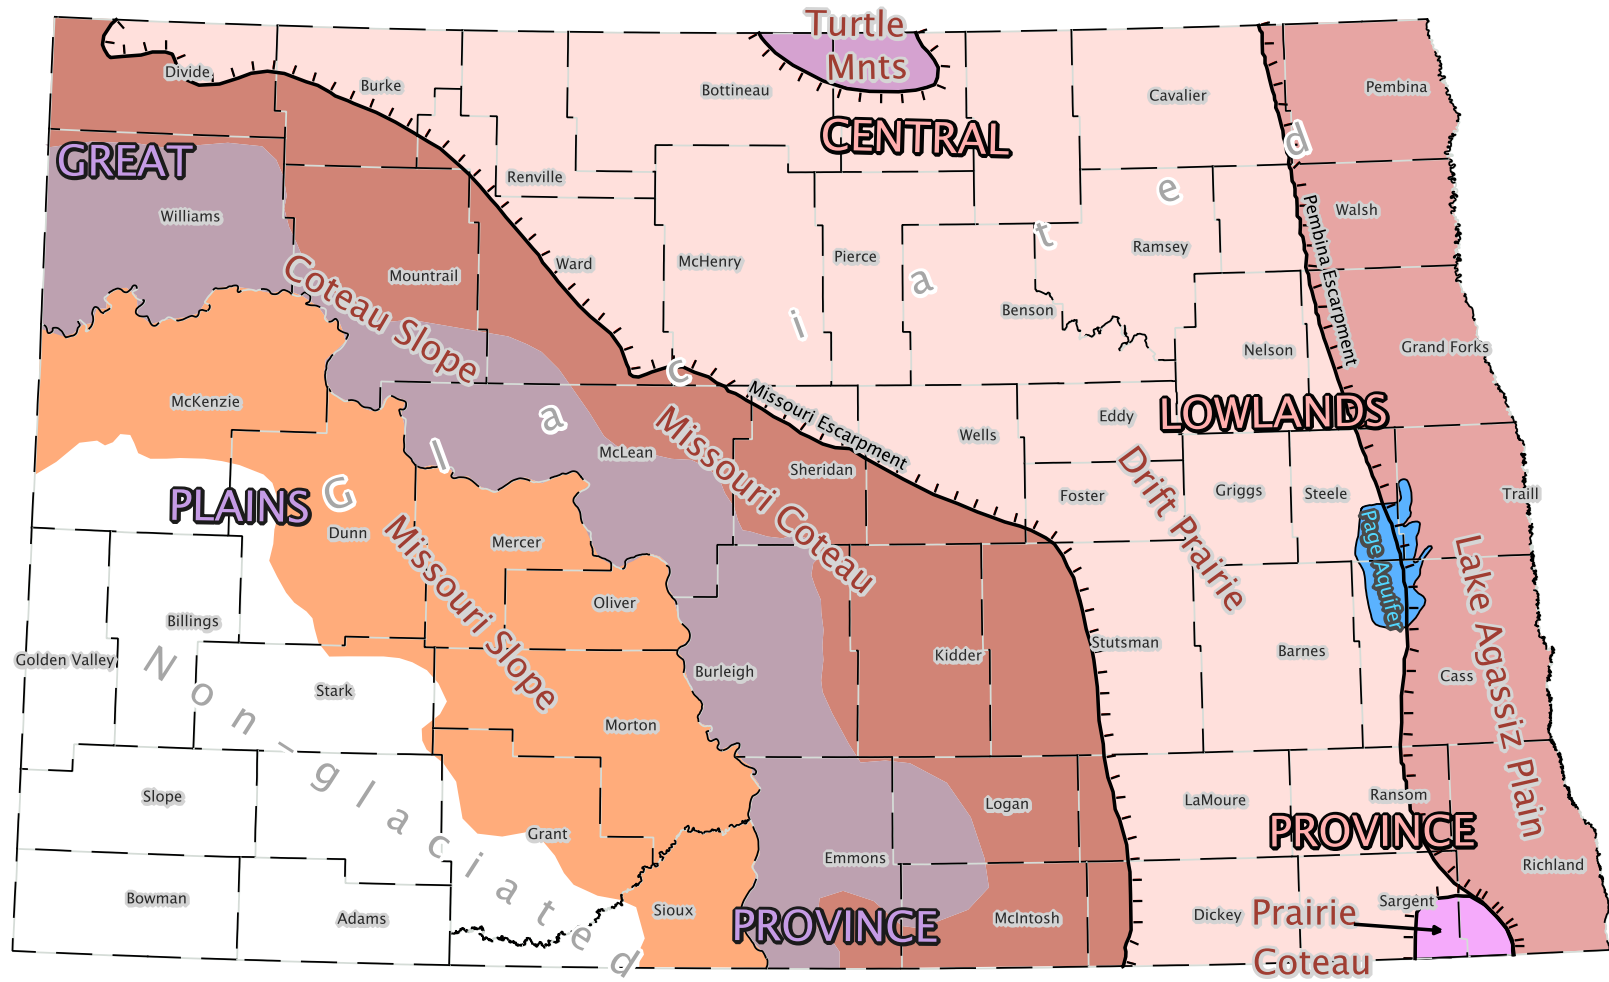 Turtle
Mnts
Divide
Burke
Bottineau
Cavalier
Pembina
CENTRAL
GREAT
Renville
Williams
Mountrail
Ward
McHenry
Pierce
Ramsey
Walsh
Benson
Pembina Escarpment
Coteau Slope
Nelson
Grand Forks
McKenzie
Missouri Escarpment
Eddy
LOWLANDS
Glaciated
McLean
Missouri Coteau
Sheridan
Wells
Drift Prairie
Foster
Griggs
Steele
Traill
PLAINS
Dunn
Missouri Slope
Mercer
Page Aquifer
Lake Agassiz Plain
Oliver
Billings
Golden Valley
Non-glaciated
Stark
Burleigh
Kidder
Stutsman
Barnes
Cass
Morton
Slope
Grant
Logan
LaMoure
Ransom
PROVINCE
Emmons
Richland
Bowman
Adams
Sioux
PROVINCE
McIntosh
Dickey
Sargent
Prairie
Coteau